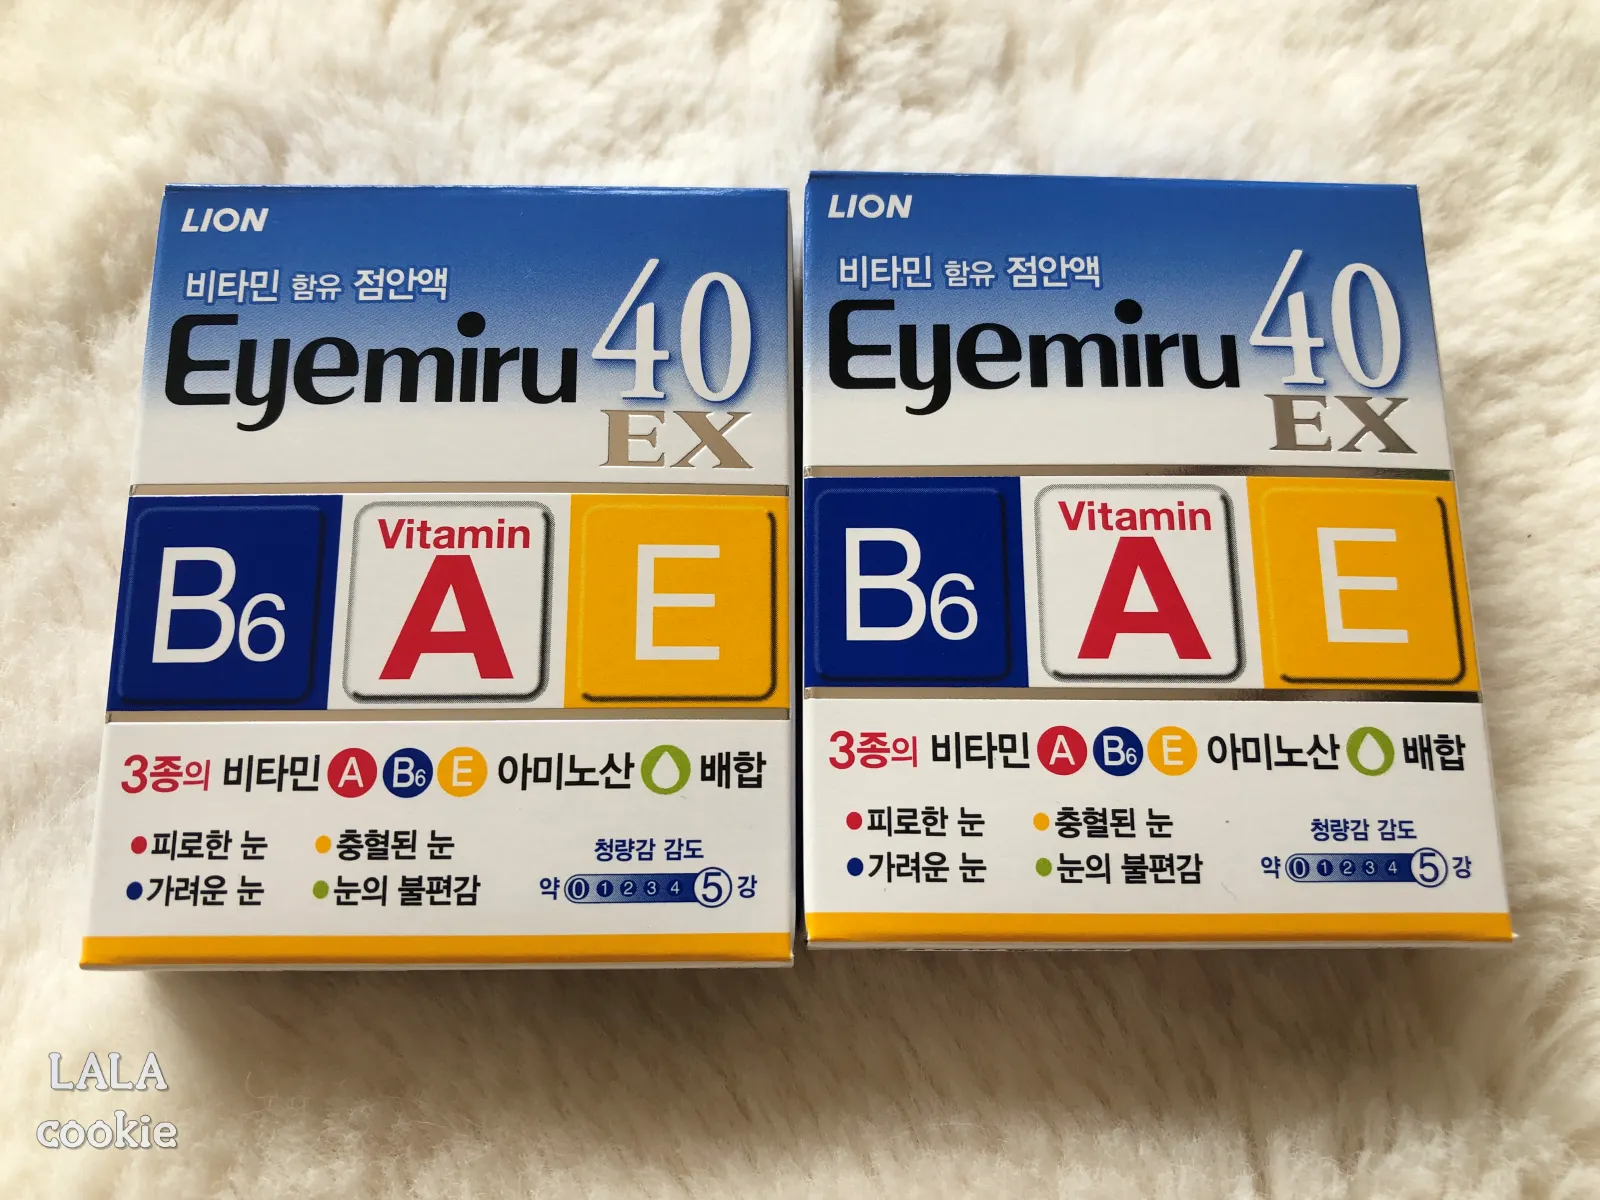 LION
비타민 함유 점안액
Eyemiru 40
EX
B6 Vitamin A E
3종의 비타민 A B6 E 아미노산 배합
•피로한 눈 •충혈된 눈
•가려운 눈 •눈의 불편감
청량감 감도
약 0 1 2 3 4 5 강
LION
비타민 함유 점안액
Eyemiru 40
EX
B6 Vitamin A E
3종의 비타민 A B6 E 아미노산 배합
•피로한 눈 •충혈된 눈
•가려운 눈 •눈의 불편감
청량감 감도
약 0 1 2 3 4 5 강
LALA
cookie